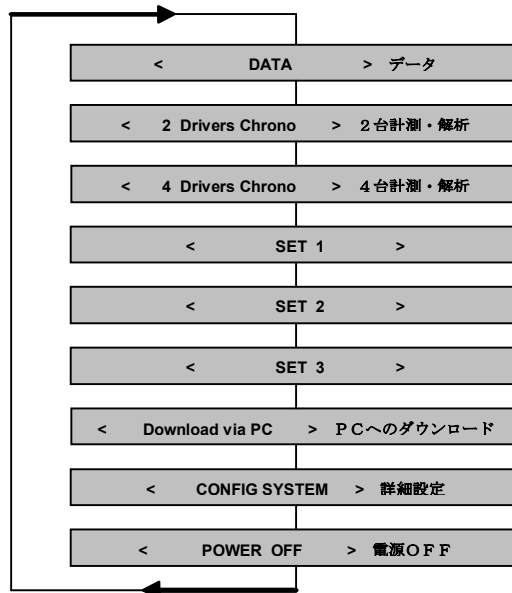 < DATA > データ
< 2 Drivers Chrono > ２台計測・解析
< 4 Drivers Chrono > ４台計測・解析
< SET 1 >
< SET 2 >
< SET 3 >
< Download via PC > ＰＣへのダウンロード
< CONFIG SYSTEM > 詳細設定
< POWER OFF > 電源ＯＦＦ